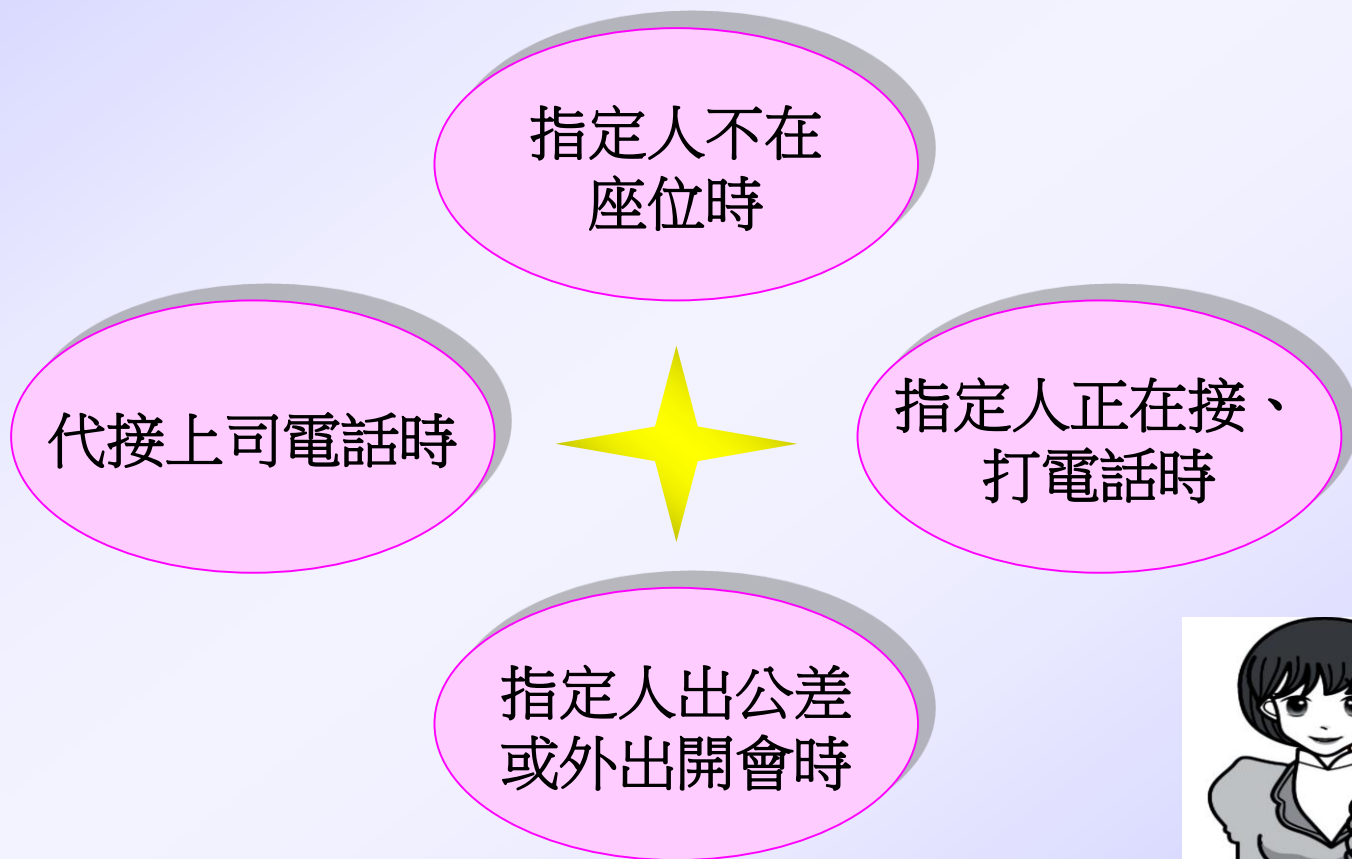 指定人不在
座位時
代接上司電話時
指定人正在接、
打電話時
指定人出公差
或外出開會時